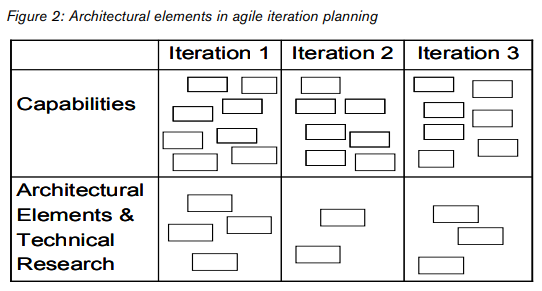 Figure 2: Architectural elements in agile iteration planning
Iteration 1 Iteration 2 Iteration 3
Capabilities
Architectural
Elements &
Technical
Research